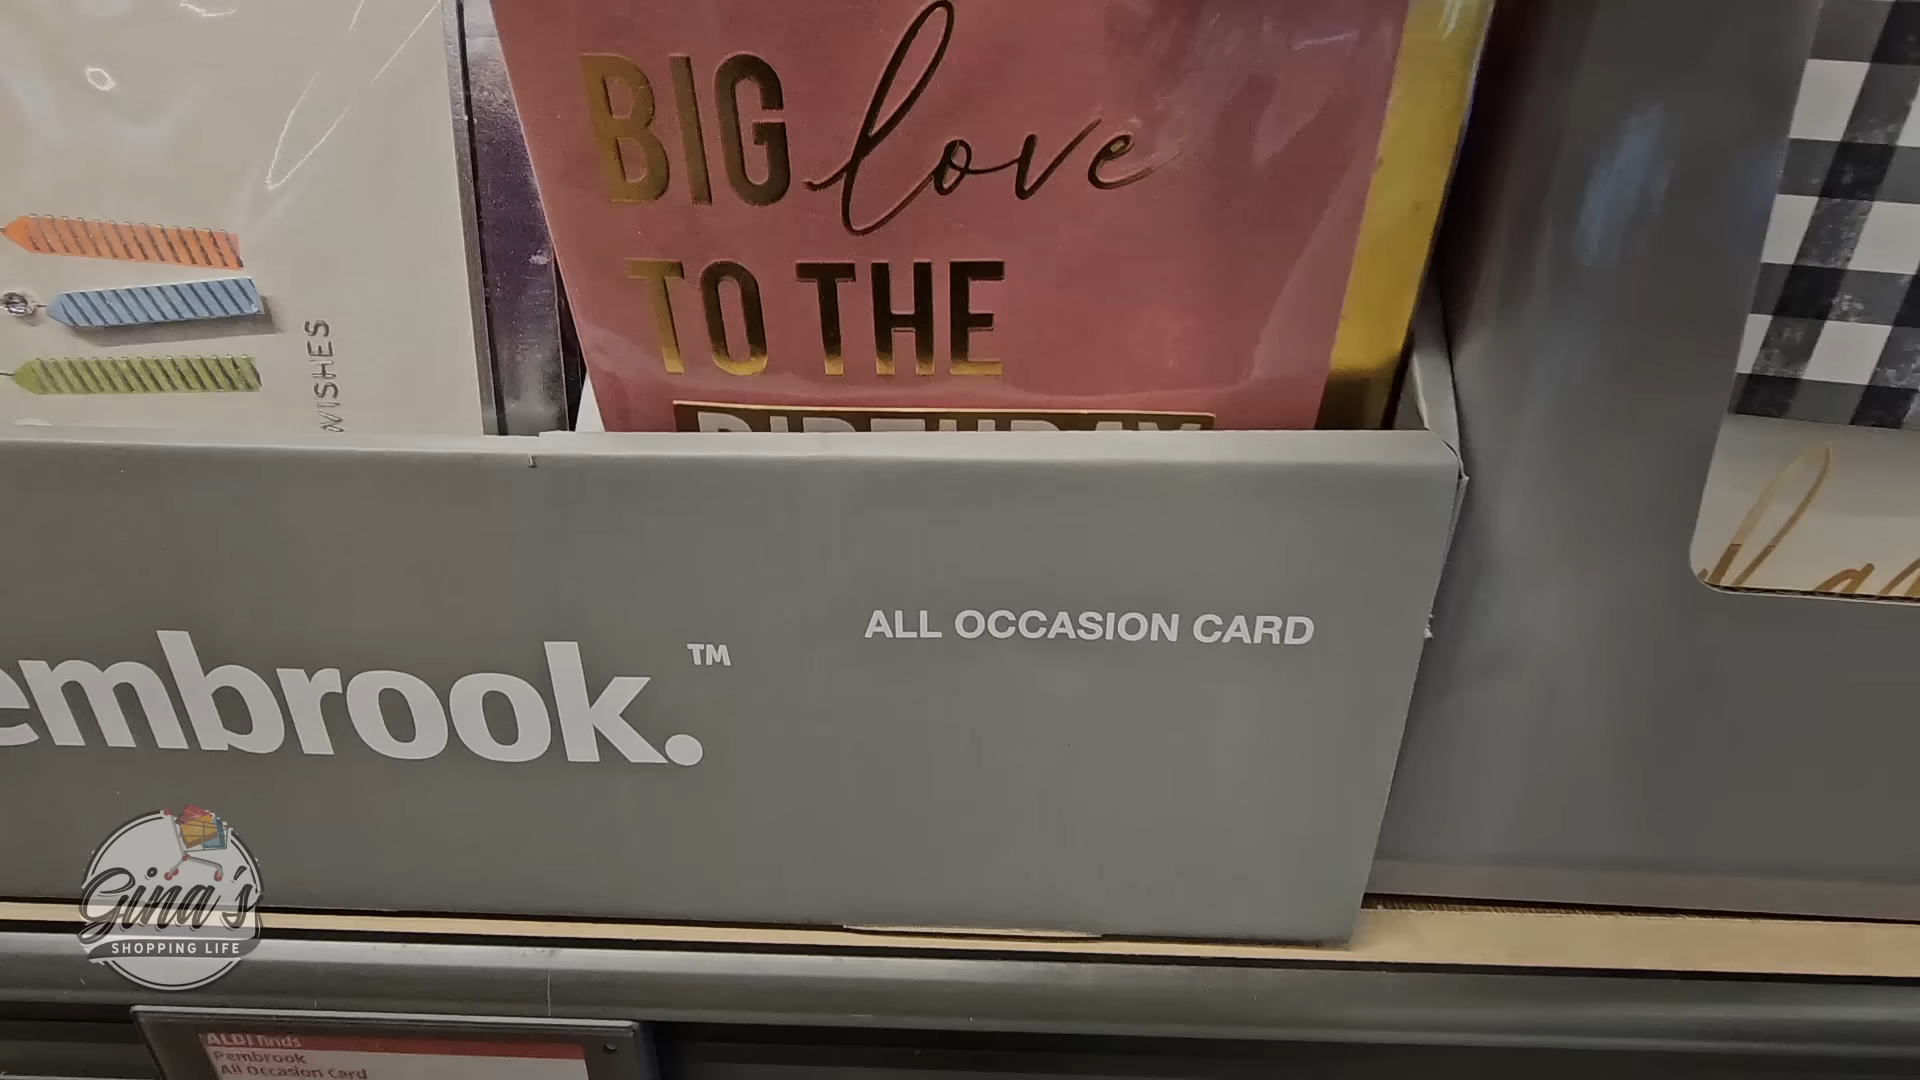 BIG love
TO THE
BIRTHDAY
WISHES
embrook.™
ALL OCCASION CARD
Gina's
SHOPPING LIFE
ALDI finds
Pembrook
All Occasion Card